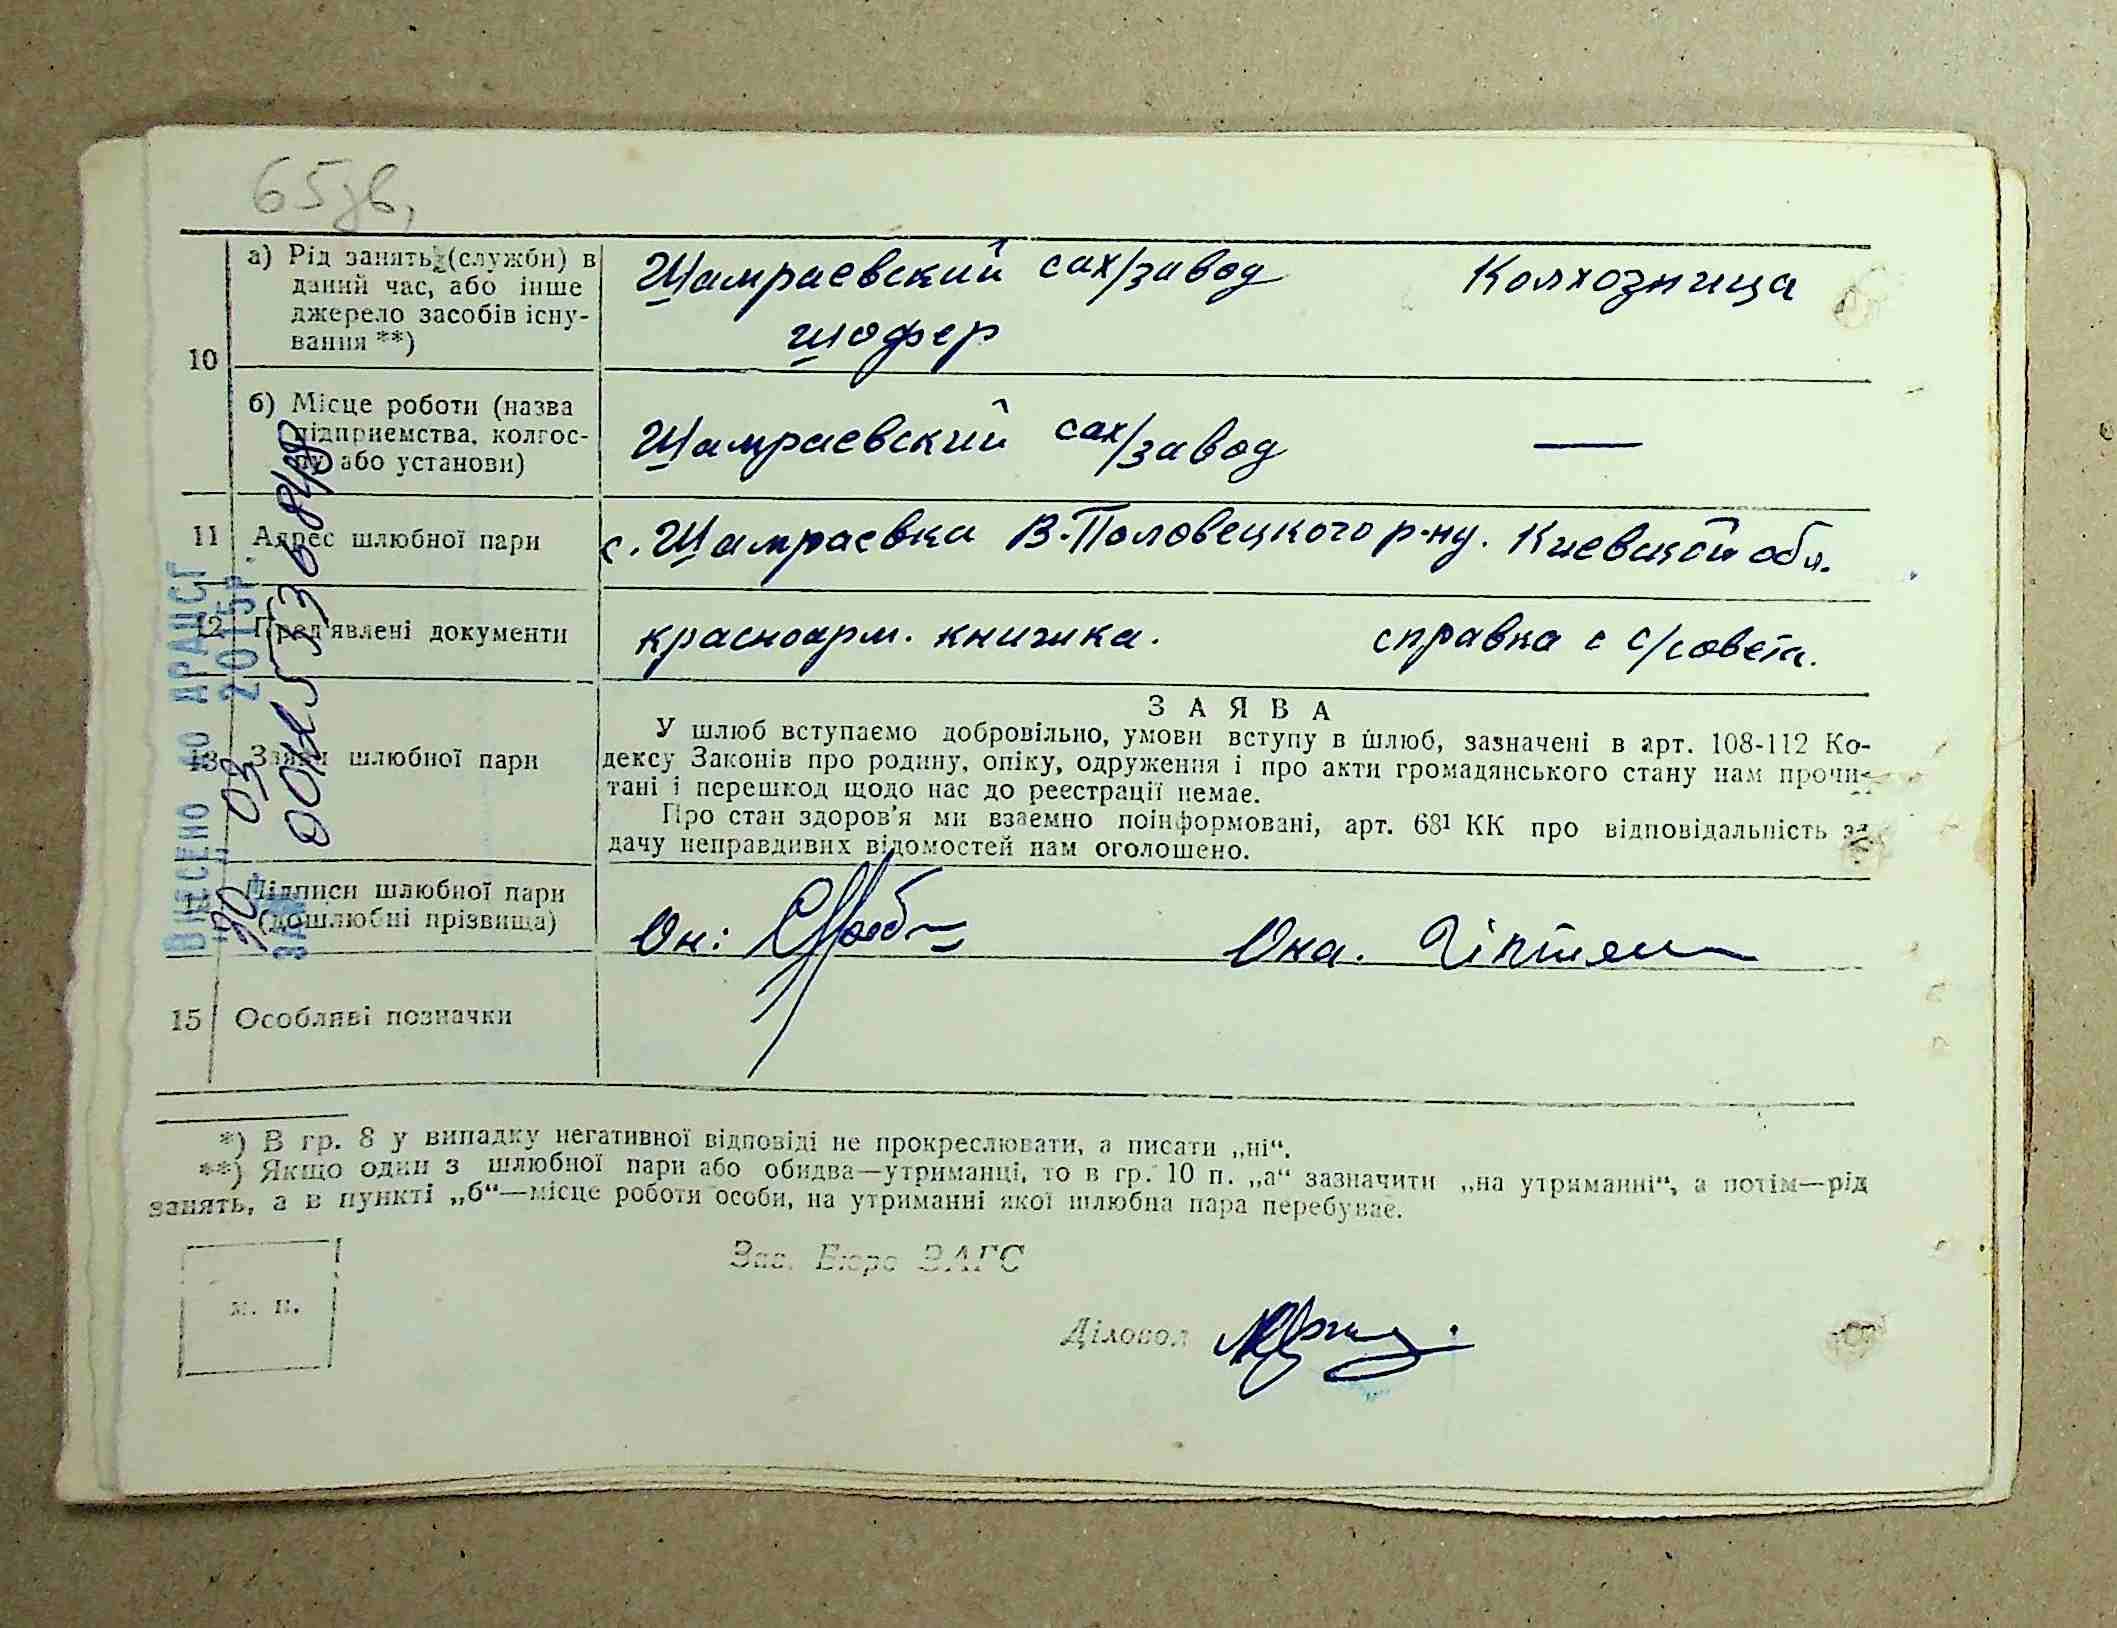 65зв,
10
а) Рід занять (служби) в
даний час, або інше
джерело засобів існу-
вання **)
Шамраевский сах/завод
шофер
Колхозница
б) Місце роботи (назва
підприємства, колгос-
пу або установи)
Шамраевский сах/завод
—
11 Адрес шлюбної пари
с. Шамраевка В-Половецкого р-ну. Киевской обл.
12 Пред'явлені документи
красноарм. книжка. справка с с/совета.
13 Заява шлюбної пари
ЗАЯВА
У шлюб вступаємо добровільно, умови вступу в шлюб, зазначені в арт. 108-112 Ко-
дексу Законів про родину, опіку, одруження і про акти громадянського стану нам прочи-
тані і перешкод щодо нас до реєстрації немає.
Про стан здоров'я ми взаємно поінформовані, арт. 68¹ КК про відповідальність за
дачу неправдивих відомостей нам оголошено.
14 Підписи шлюбної пари
(дошлюбні прізвища)
Он:
Она.
15 Особливі позначки
*) В гр. 8 у випадку негативної відповіді не прокреслювати, а писати „ні“.
**) Якщо один з шлюбної пари або обидва—утриманці, то в гр. 10 п. „а“ зазначити „на утриманні“, а потім—рід
занять, а в пункті „б“—місце роботи особи, на утриманні якої шлюбна пара перебуває.
Зав. Бюро ЗАГС
м. п.
Діловод
ВНЕСЕНО ДО ДРАЦСГ
"20" 03 2015р.
ЗА №